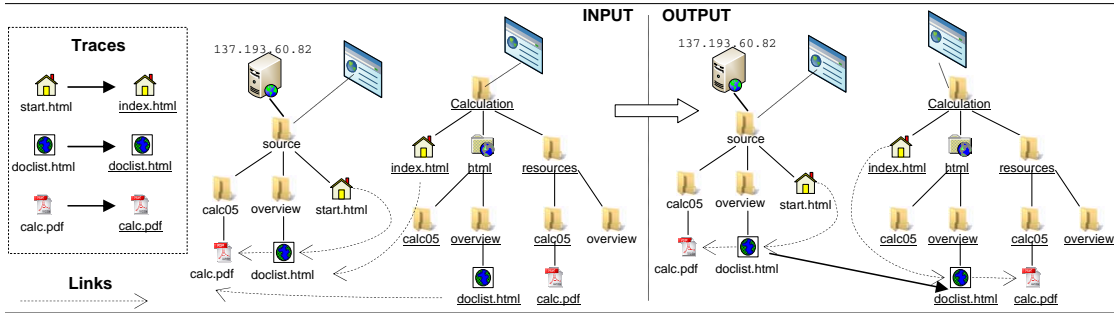 INPUT
OUTPUT
Traces
start.html
index.html
doclist.html
doclist.html
calc.pdf
calc.pdf
Links
137.193.60.82
source
calc05
overview
start.html
calc.pdf
doclist.html
Calculation
index.html
html
resources
calc05
overview
calc05
overview
doclist.html
calc.pdf
137.193.60.82
source
calc05
overview
start.html
calc.pdf
doclist.html
Calculation
index.html
html
resources
calc05
overview
calc05
overview
doclist.html
calc.pdf